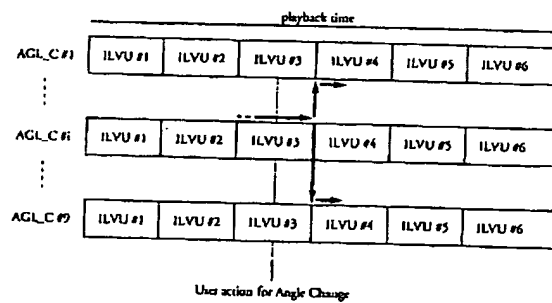 playback time
AGL_C #1 ILVU #1 ILVU #2 ILVU #3 ILVU #4 ILVU #5 ILVU #6
AGL_C #i ILVU #1 ILVU #2 ILVU #3 ILVU #4 ILVU #5 ILVU #6
AGL_C #9 ILVU #1 ILVU #2 ILVU #3 ILVU #4 ILVU #5 ILVU #6
User action for Angle Change